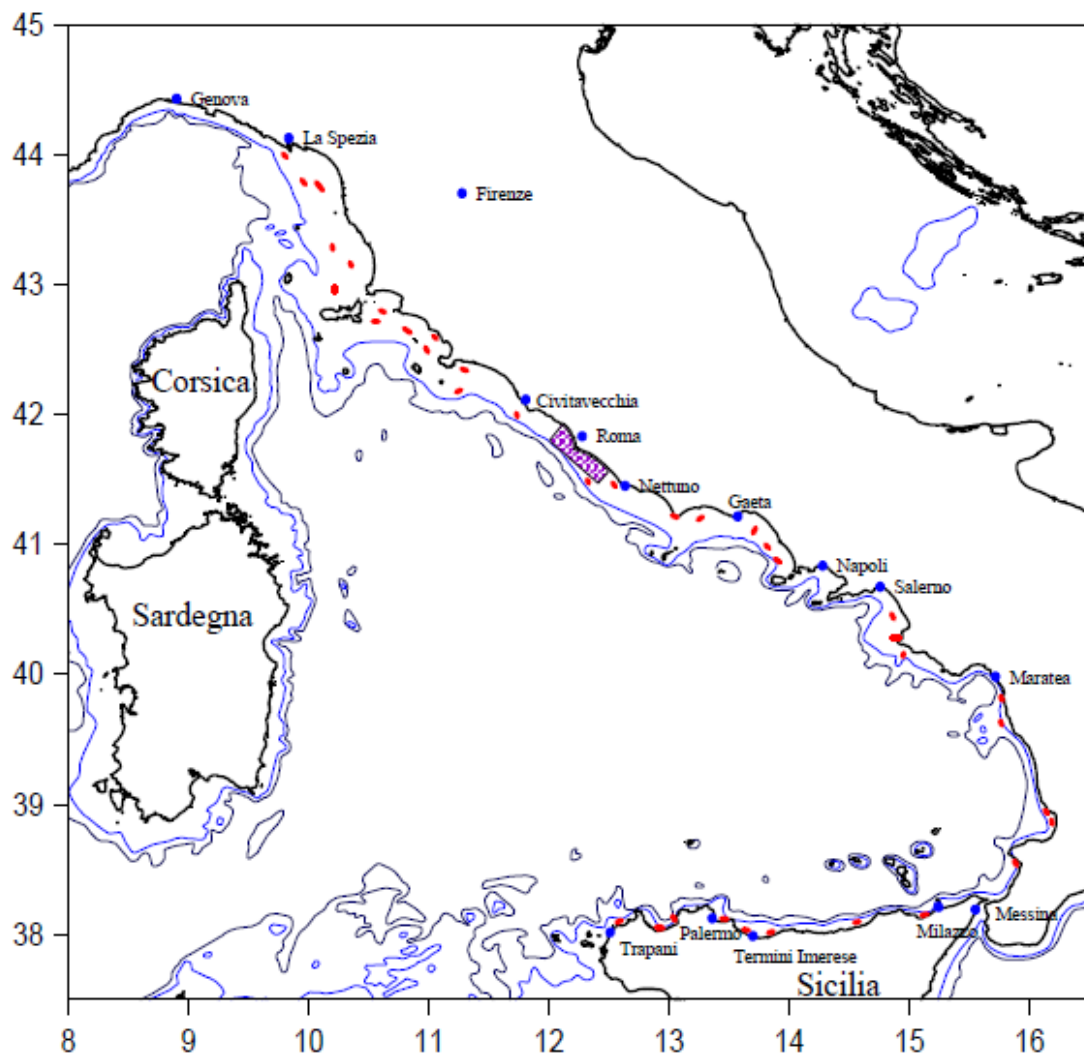 45
Genova
La Spezia
44
Firenze
43
Corsica
42
Civitavecchia
Roma
Nettuno
Gaeta
41
Napoli
Salerno
Sardegna
40
Maratea
39
Messina
Palermo
Milazzo
38
Trapani
Termini Imerese
Sicilia
8
9
10
11
12
13
14
15
16